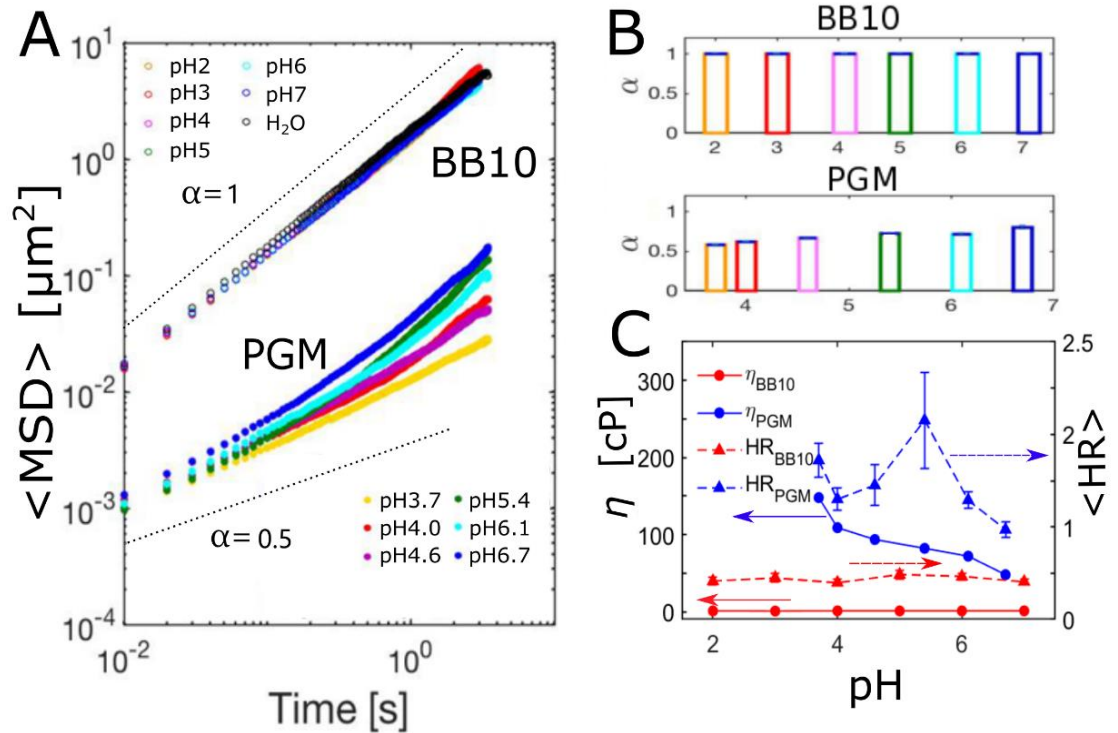 A
10^1
10^0
10^-1
10^-2
10^-3
10^-4
10^-2
10^0
<MSD> [μm²]
Time [s]
pH2
pH3
pH4
pH5
pH6
pH7
H₂O
α= 1
BB10
PGM
α= 0.5
pH3.7
pH4.0
pH4.6
pH5.4
pH6.1
pH6.7
B
BB10
α
1
0.5
0
2 3 4 5 6 7
PGM
α
1
0.5
0
4 5 6 7
C
η [cP]
300
250
200
150
100
50
0
η_BB10
η_PGM
HR_BB10
HR_PGM
2.5
2
1.5
1
0.5
0
<HR>
2 4 6
pH